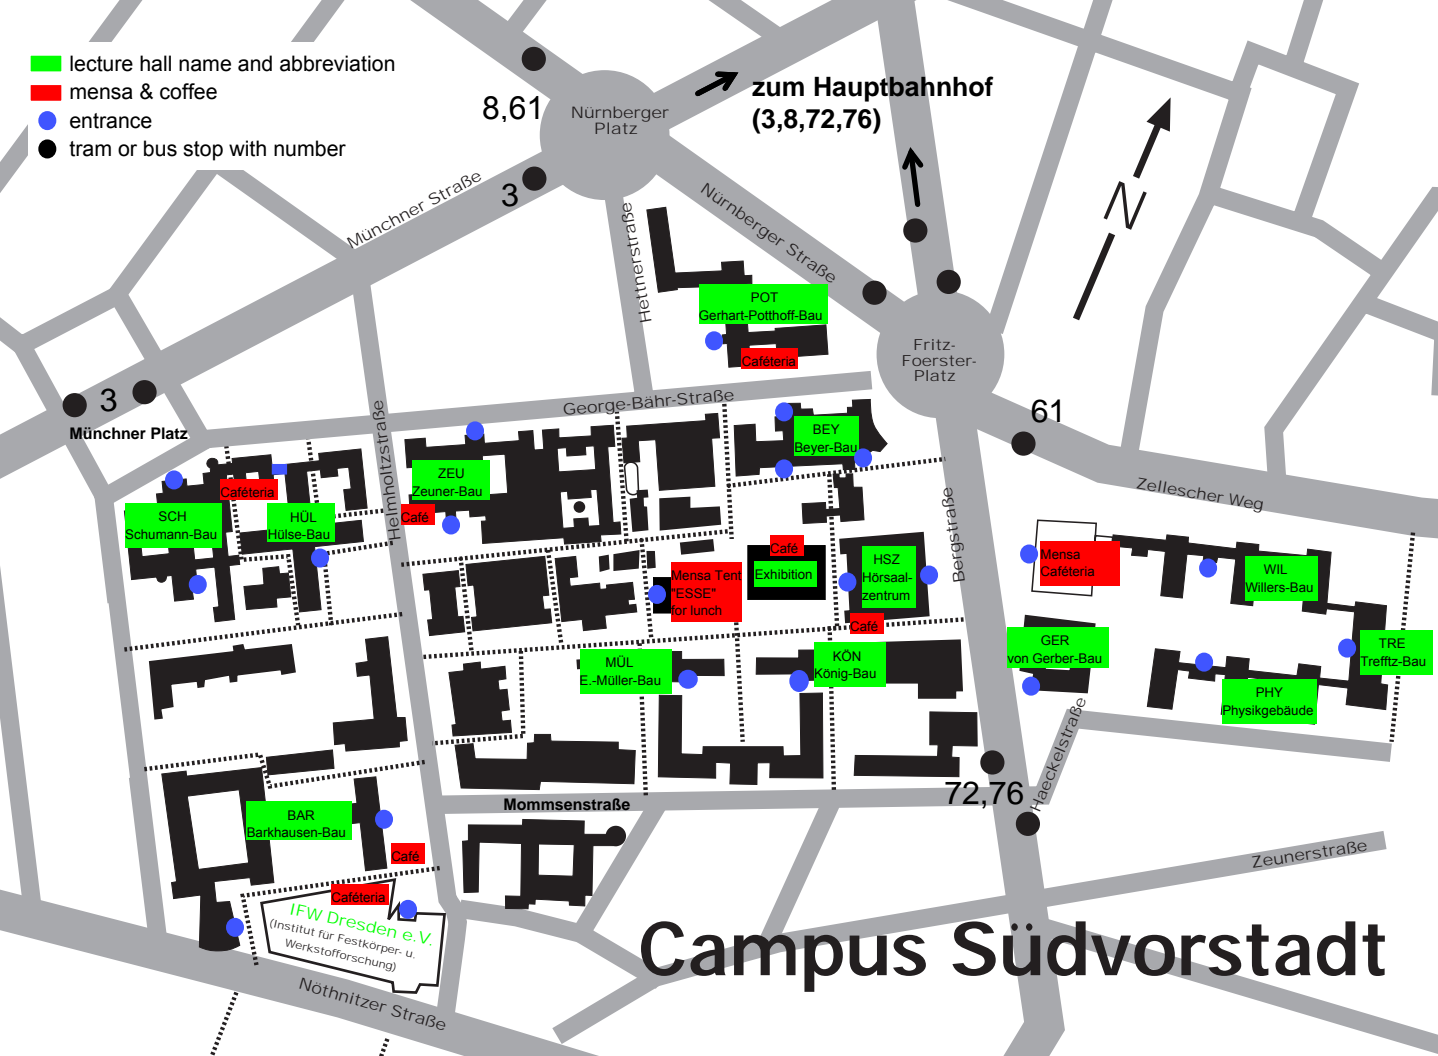 lecture hall name and abbreviation
mensa & coffee
entrance
tram or bus stop with number
8,61
Nürnberger
Platz
zum Hauptbahnhof
(3,8,72,76)
3
Münchner Straße
Nürnberger Straße
Hettnerstraße
N
POT
Gerhart-Potthoff-Bau
Caféteria
Fritz-
Foerster-
Platz
3
Münchner Platz
Helmholtzstraße
George-Bähr-Straße
61
BEY
Beyer-Bau
ZEU
Zeuner-Bau
Café
Caféteria
SCH
Schumann-Bau
HÜL
Hülse-Bau
Bergstraße
Zellescher Weg
Café
Exhibition
HSZ
Hörsaal-
zentrum
Café
Mensa Tent
"ESSE"
for lunch
Mensa
Caféteria
WIL
Willers-Bau
GER
von Gerber-Bau
TRE
Trefftz-Bau
PHY
Physikgebäude
MÜL
E.-Müller-Bau
KÖN
König-Bau
Haeckelstraße
72,76
Mommsenstraße
BAR
Barkhausen-Bau
Café
Caféteria
IFW Dresden e.V.
(Institut für Festkörper- u.
Werkstofforschung)
Zeunerstraße
Campus Südvorstadt
Nöthnitzer Straße